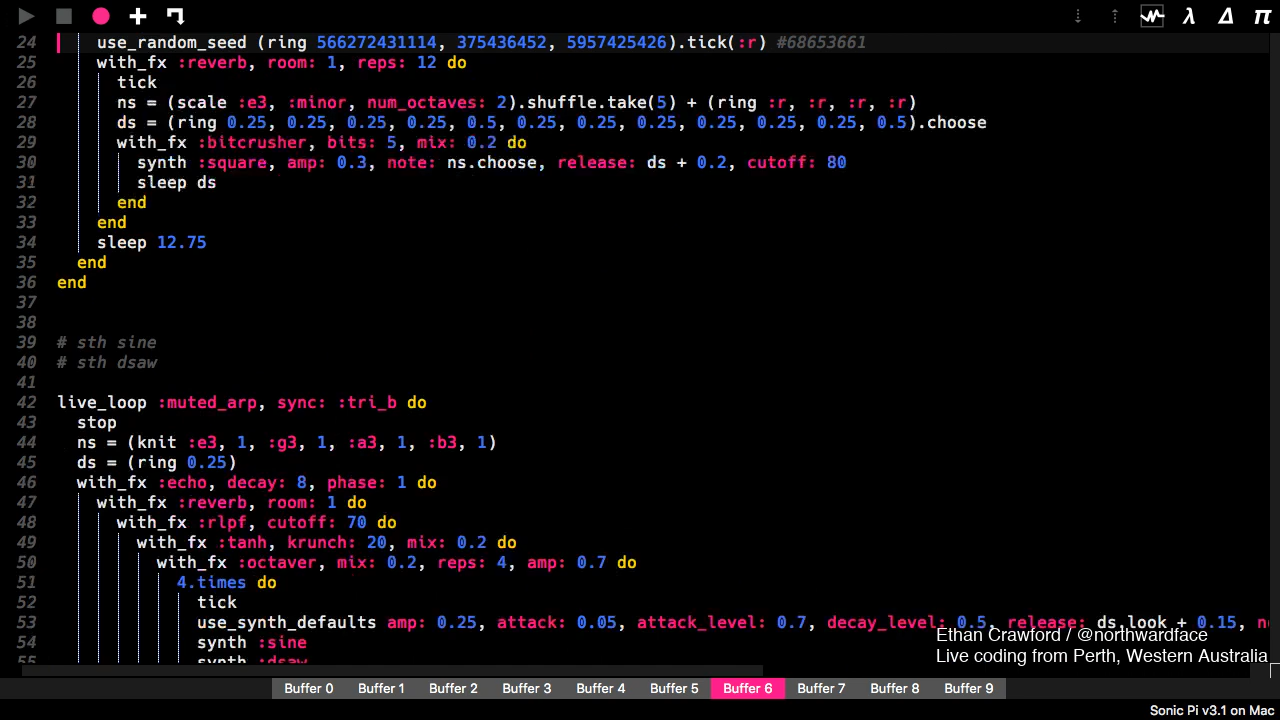 24 use_random_seed (ring 566272431114, 375436452, 5957425426).tick(:r) #68653661
25 with_fx :reverb, room: 1, reps: 12 do
26 tick
27 ns = (scale :e3, :minor, num_octaves: 2).shuffle.take(5) + (ring :r, :r, :r, :r)
28 ds = (ring 0.25, 0.25, 0.25, 0.25, 0.5, 0.25, 0.25, 0.25, 0.25, 0.25, 0.25, 0.5).choose
29 with_fx :bitcrusher, bits: 5, mix: 0.2 do
30 synth :square, amp: 0.3, note: ns.choose, release: ds + 0.2, cutoff: 80
31 sleep ds
32 end
33 end
34 sleep 12.75
35 end
36 end
37
38
39 # sth sine
40 # sth dsaw
41
42 live_loop :muted_arp, sync: :tri_b do
43 stop
44 ns = (knit :e3, 1, :g3, 1, :a3, 1, :b3, 1)
45 ds = (ring 0.25)
46 with_fx :echo, decay: 8, phase: 1 do
47 with_fx :reverb, room: 1 do
48 with_fx :rlpf, cutoff: 70 do
49 with_fx :tanh, krunch: 20, mix: 0.2 do
50 with_fx :octaver, mix: 0.2, reps: 4, amp: 0.7 do
51 4.times do
52 tick
53 use_synth_defaults amp: 0.25, attack: 0.05, attack_level: 0.7, decay_level: 0.5, release: ds.look + 0.15,
54 synth :sine
55 synth :dsaw
Ethan Crawford / @northwardface
Live coding from Perth, Western Australia
Buffer 0 Buffer 1 Buffer 2 Buffer 3 Buffer 4 Buffer 5 Buffer 6 Buffer 7 Buffer 8 Buffer 9
Sonic Pi v3.1 on Mac